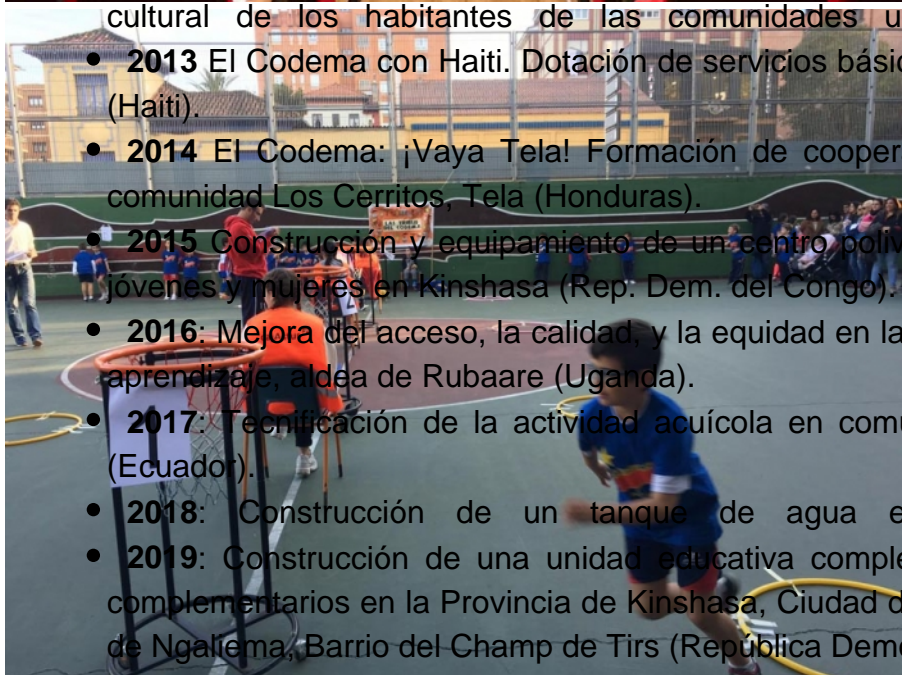 cultural de los habitantes de las comunidades u
• 2013 El Codema con Haiti. Dotación de servicios básic
(Haiti).
• 2014 El Codema: ¡Vaya Tela! Formación de cooper
comunidad Los Cerritos, Tela (Honduras).
• 2015 Construcción y equipamiento de un centro poliv
jóvenes y mujeres en Kinshasa (Rep. Dem. del Congo).
• 2016: Mejora del acceso, la calidad, y la equidad en la
aprendizaje, aldea de Rubaare (Uganda).
• 2017: Tecnificación de la actividad acuícola en comu
(Ecuador).
• 2018: Construcción de un tanque de agua e
• 2019: Construcción de una unidad educativa comple
complementarios en la Provincia de Kinshasa, Ciudad d
de Ngaliema, Barrio del Champ de Tirs (República Dem
2
1